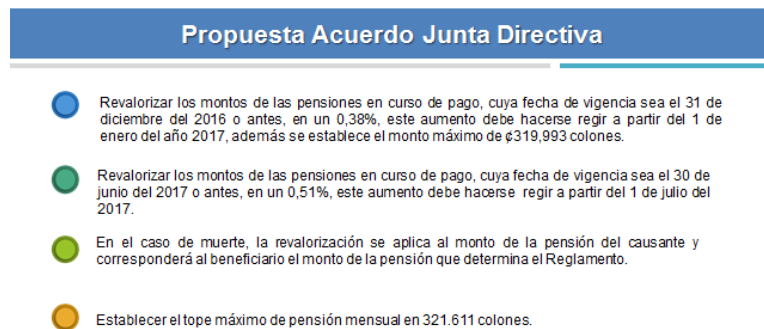 Propuesta Acuerdo Junta Directiva
Revalorizar los montos de las pensiones en curso de pago, cuya fecha de vigencia sea el 31 de
diciembre del 2016 o antes, en un 0,38%, este aumento debe hacerse regir a partir del 1 de
enero del año 2017, además se establece el monto máximo de ¢319,993 colones.
Revalorizar los montos de las pensiones en curso de pago, cuya fecha de vigencia sea el 30 de
junio del 2017 o antes, en un 0,51%, este aumento debe hacerse regir a partir del 1 de julio del
2017.
En el caso de muerte, la revalorización se aplica al monto de la pensión del causante y
corresponderá al beneficiario el monto de la pensión que determina el Reglamento.
Establecer el tope máximo de pensión mensual en 321.611 colones.